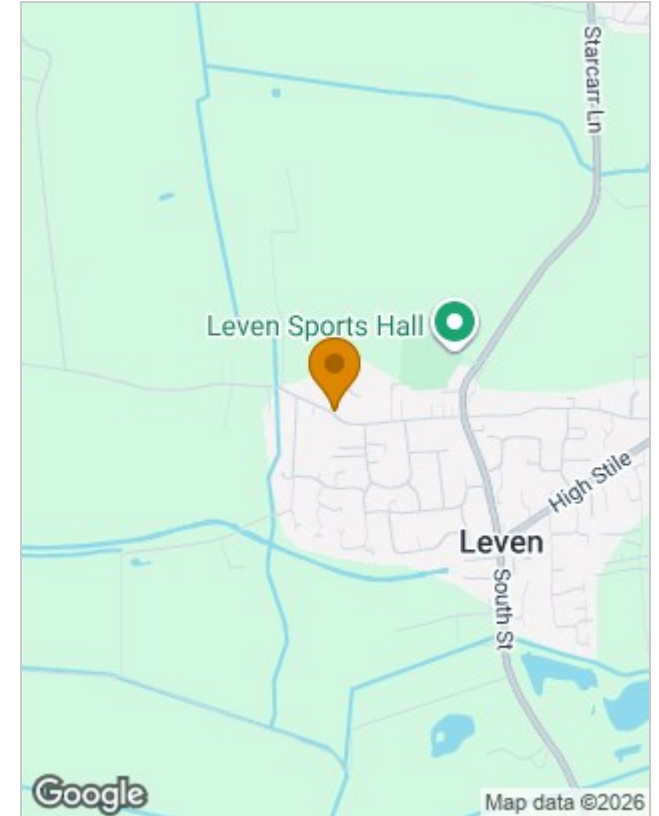 Starcarr Ln
Leven Sports Hall
High Stile
Leven
South St
Google
Map data ©2026